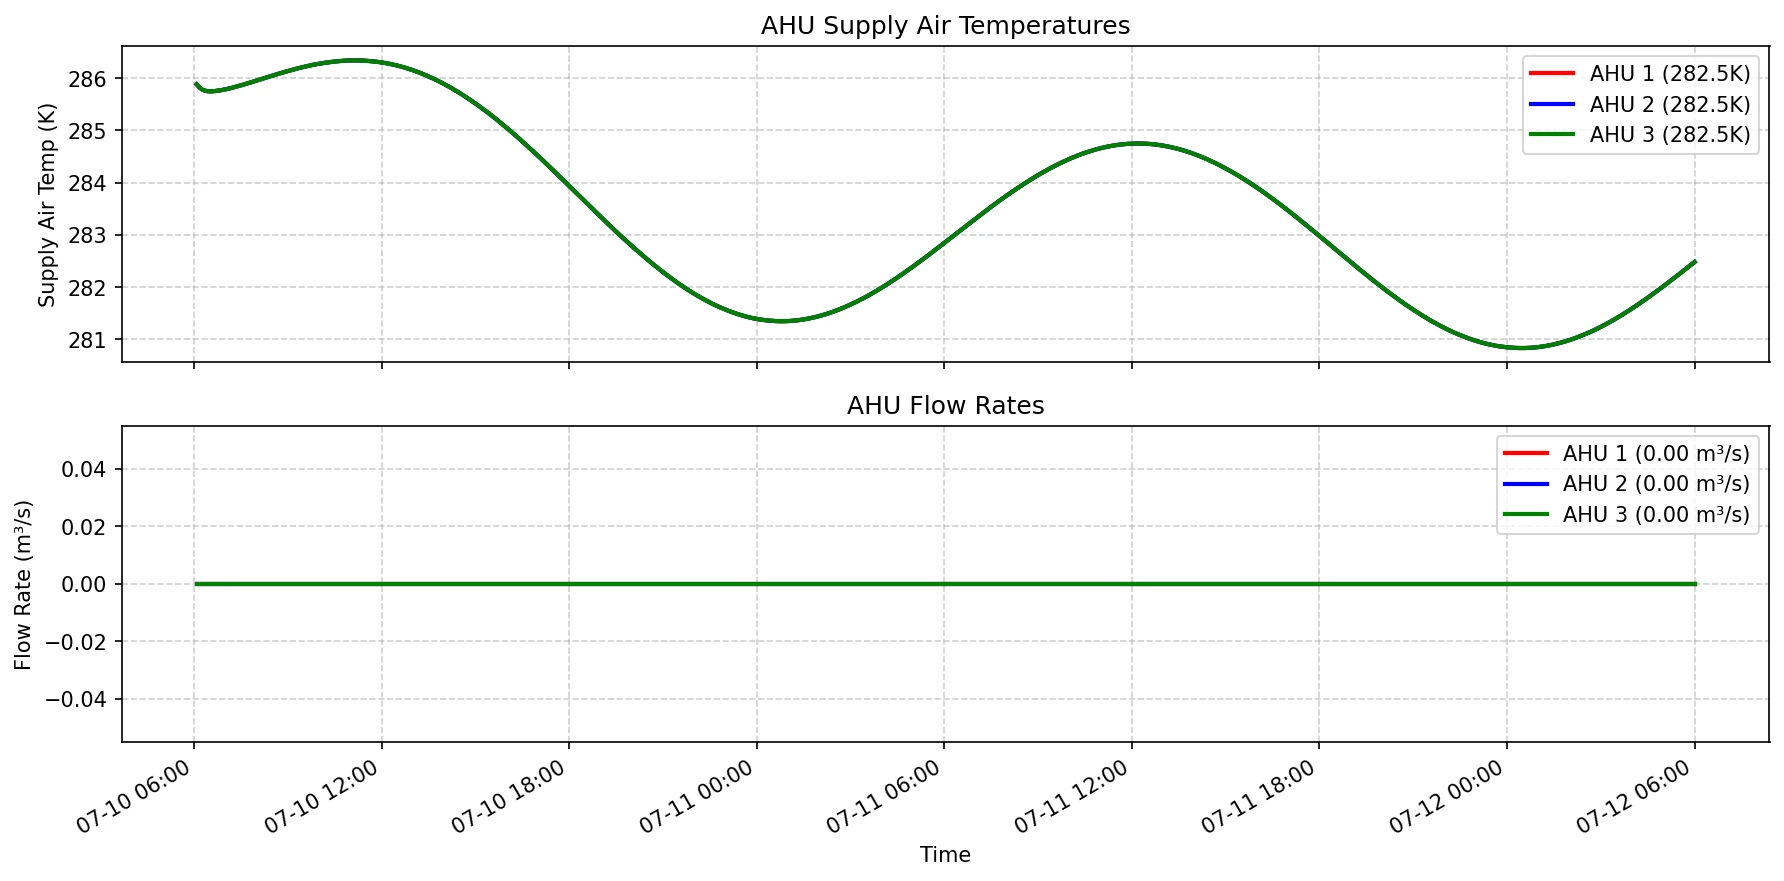 AHU Supply Air Temperatures
Supply Air Temp (K)
286
285
284
283
282
281
AHU 1 (282.5K)
AHU 2 (282.5K)
AHU 3 (282.5K)
AHU Flow Rates
Flow Rate (m³/s)
0.04
0.02
0.00
−0.02
−0.04
AHU 1 (0.00 m³/s)
AHU 2 (0.00 m³/s)
AHU 3 (0.00 m³/s)
07-10 06:00
07-10 12:00
07-10 18:00
07-11 00:00
07-11 06:00
07-11 12:00
07-11 18:00
07-12 00:00
07-12 06:00
Time